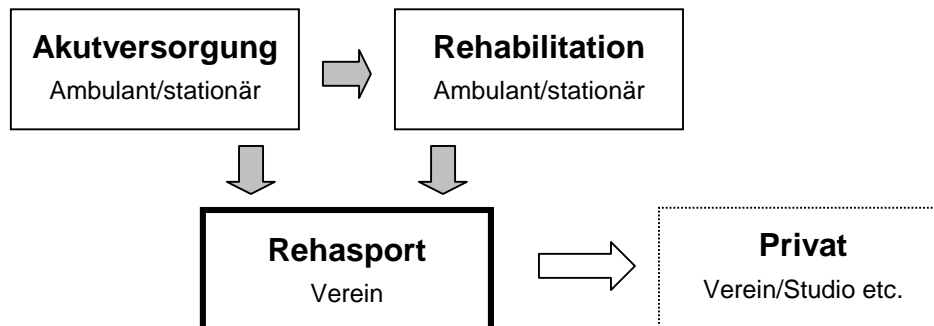 Akutversorgung
Ambulant/stationär
Rehabilitation
Ambulant/stationär
Rehasport
Verein
Privat
Verein/Studio etc.